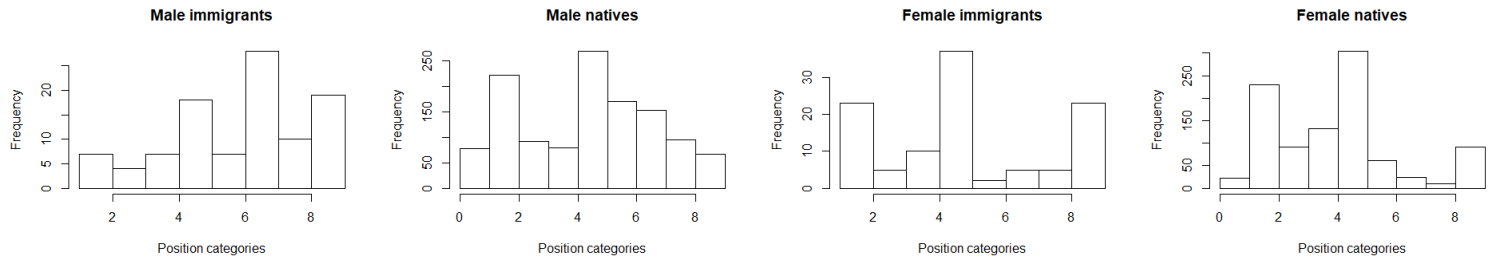 Male immigrants
Frequency
0 5 10 20
2 4 6 8
Position categories
Male natives
Frequency
0 50 150 250
0 2 4 6 8
Position categories
Female immigrants
Frequency
0 10 20 30
2 4 6 8
Position categories
Female natives
Frequency
0 50 150 250
0 2 4 6 8
Position categories